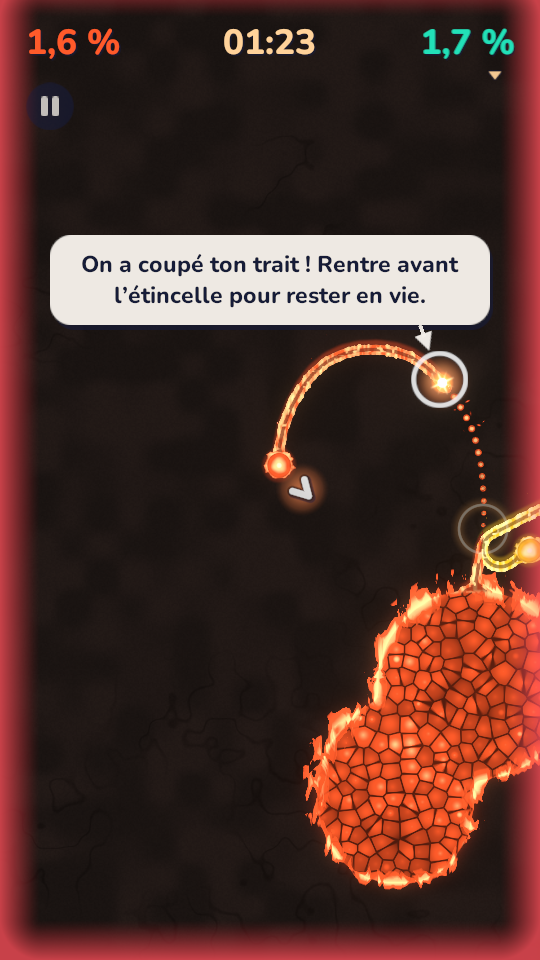 1,6 % 01:23 1,7 %
On a coupé ton trait ! Rentre avant
l’étincelle pour rester en vie.